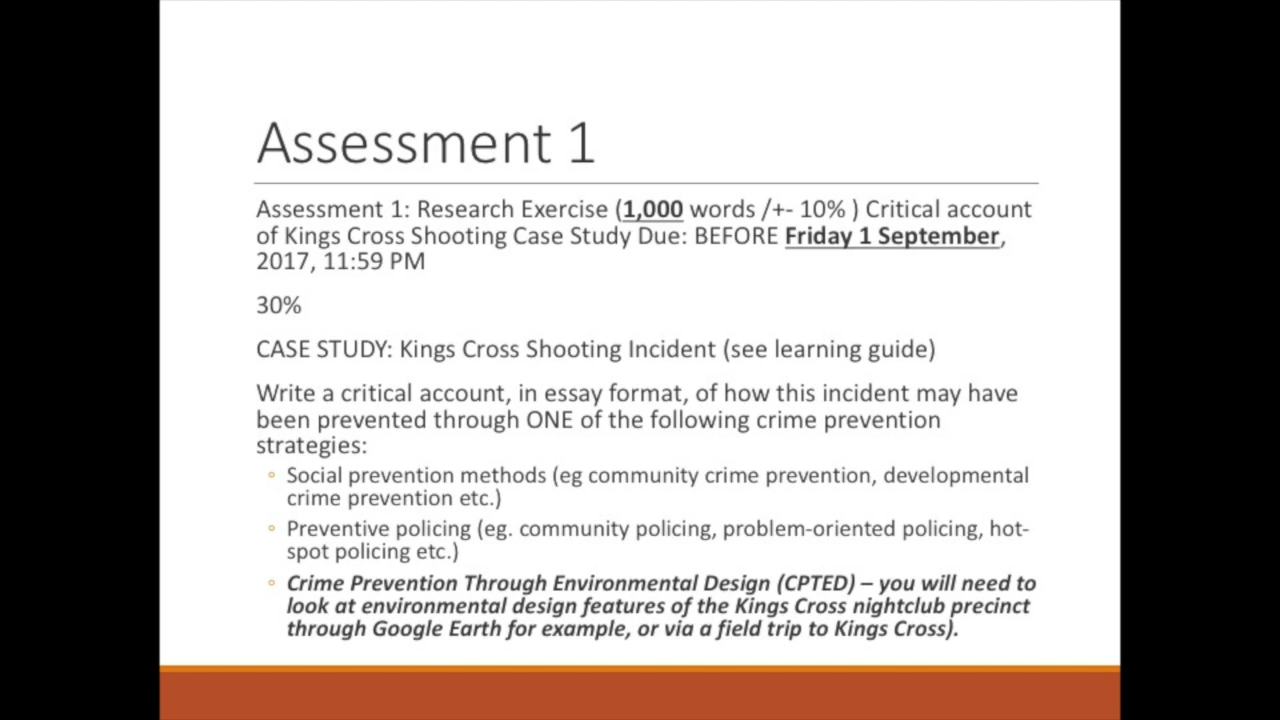 Assessment 1
Assessment 1: Research Exercise (1,000 words /+- 10% ) Critical account
of Kings Cross Shooting Case Study Due: BEFORE Friday 1 September,
2017, 11:59 PM
30%
CASE STUDY: Kings Cross Shooting Incident (see learning guide)
Write a critical account, in essay format, of how this incident may have
been prevented through ONE of the following crime prevention
strategies:
◦ Social prevention methods (eg community crime prevention, developmental
crime prevention etc.)
◦ Preventive policing (eg. community policing, problem-oriented policing, hot-
spot policing etc.)
◦ Crime Prevention Through Environmental Design (CPTED) – you will need to
look at environmental design features of the Kings Cross nightclub precinct
through Google Earth for example, or via a field trip to Kings Cross).